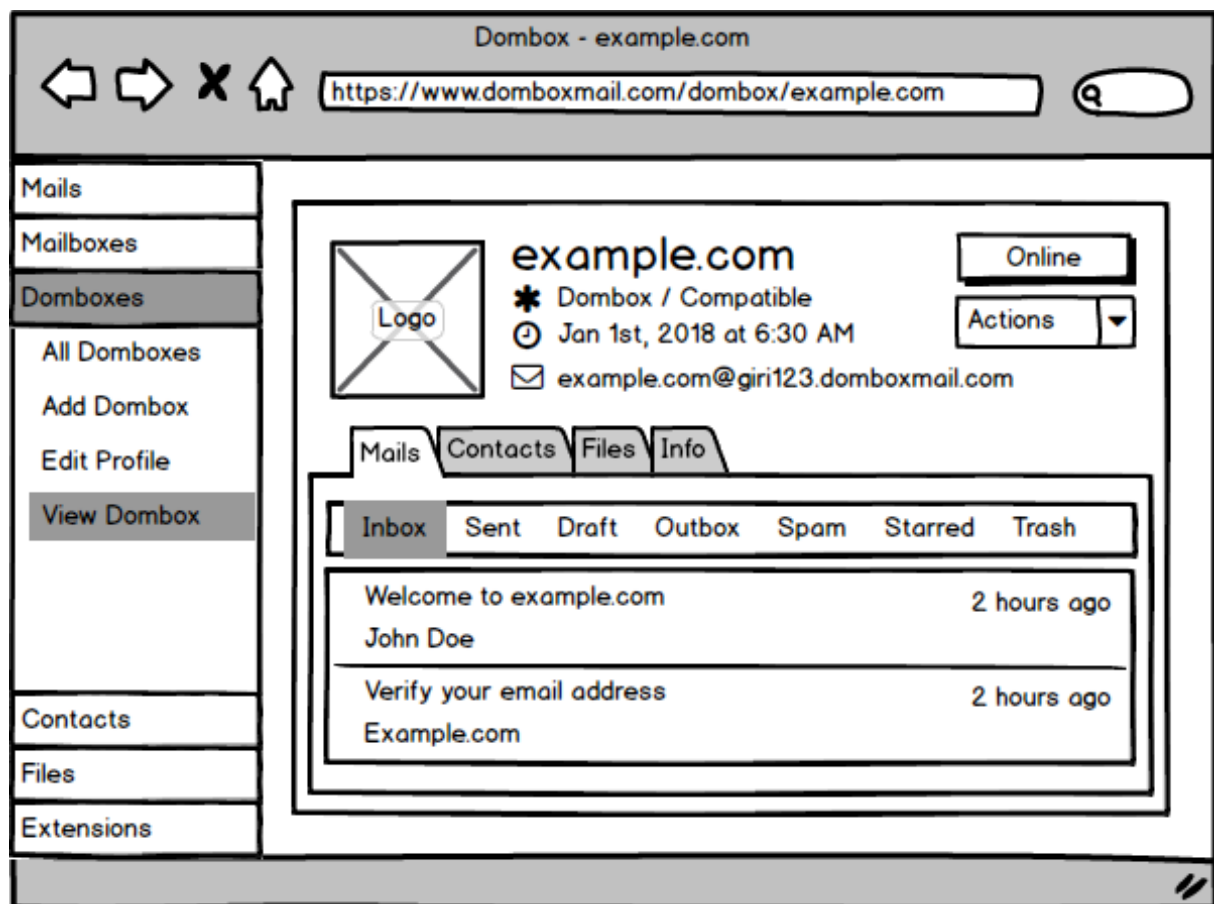 Dombox - example.com
https://www.domboxmail.com/dombox/example.com
Mails
Mailboxes
Domboxes
All Domboxes
Add Dombox
Edit Profile
View Dombox
Contacts
Files
Extensions
Logo
example.com
Dombox / Compatible
Jan 1st, 2018 at 6:30 AM
example.com@giri123.domboxmail.com
Online
Actions
Mails Contacts Files Info
Inbox Sent Draft Outbox Spam Starred Trash
Welcome to example.com 2 hours ago
John Doe
Verify your email address 2 hours ago
Example.com